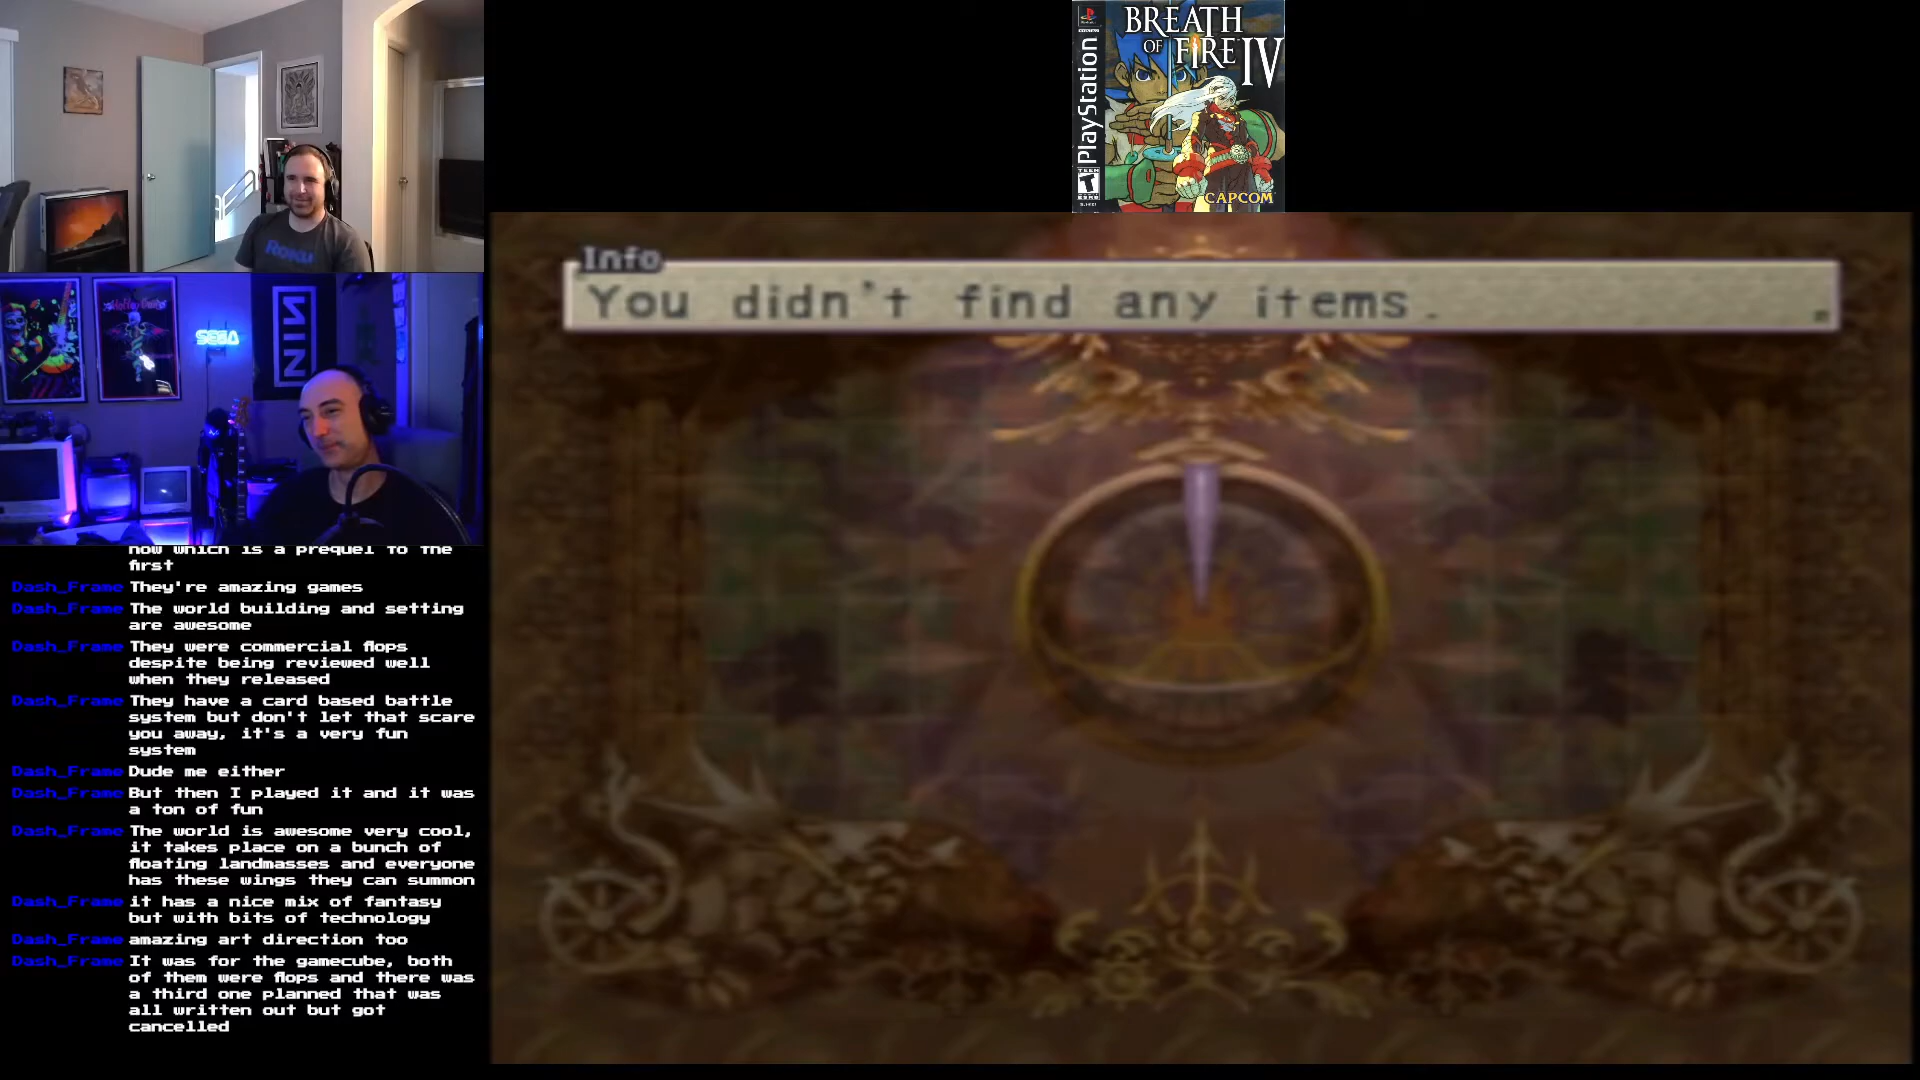 BREATH
OF FIRE IV
PlayStation
TEEN
T
CAPCOM
Info
You didn't find any items.
SEGA
NIN
now which is a prequel to the
first
Dash_Frame They're amazing games
Dash_Frame The world building and setting
are awesome
Dash_Frame They were commercial flops
despite being reviewed well
when they released
Dash_Frame They have a card based battle
system but don't let that scare
you away, it's a very fun
system
Dash_Frame Dude me either
Dash_Frame But then I played it and it was
a ton of fun
Dash_Frame The world is awesome very cool,
it takes place on a bunch of
floating landmasses and everyone
has these wings they can summon
Dash_Frame it has a nice mix of fantasy
but with bits of technology
Dash_Frame amazing art direction too
Dash_Frame It was for the gamecube, both
of them were flops and there was
a third one planned that was
all written out but got
cancelled